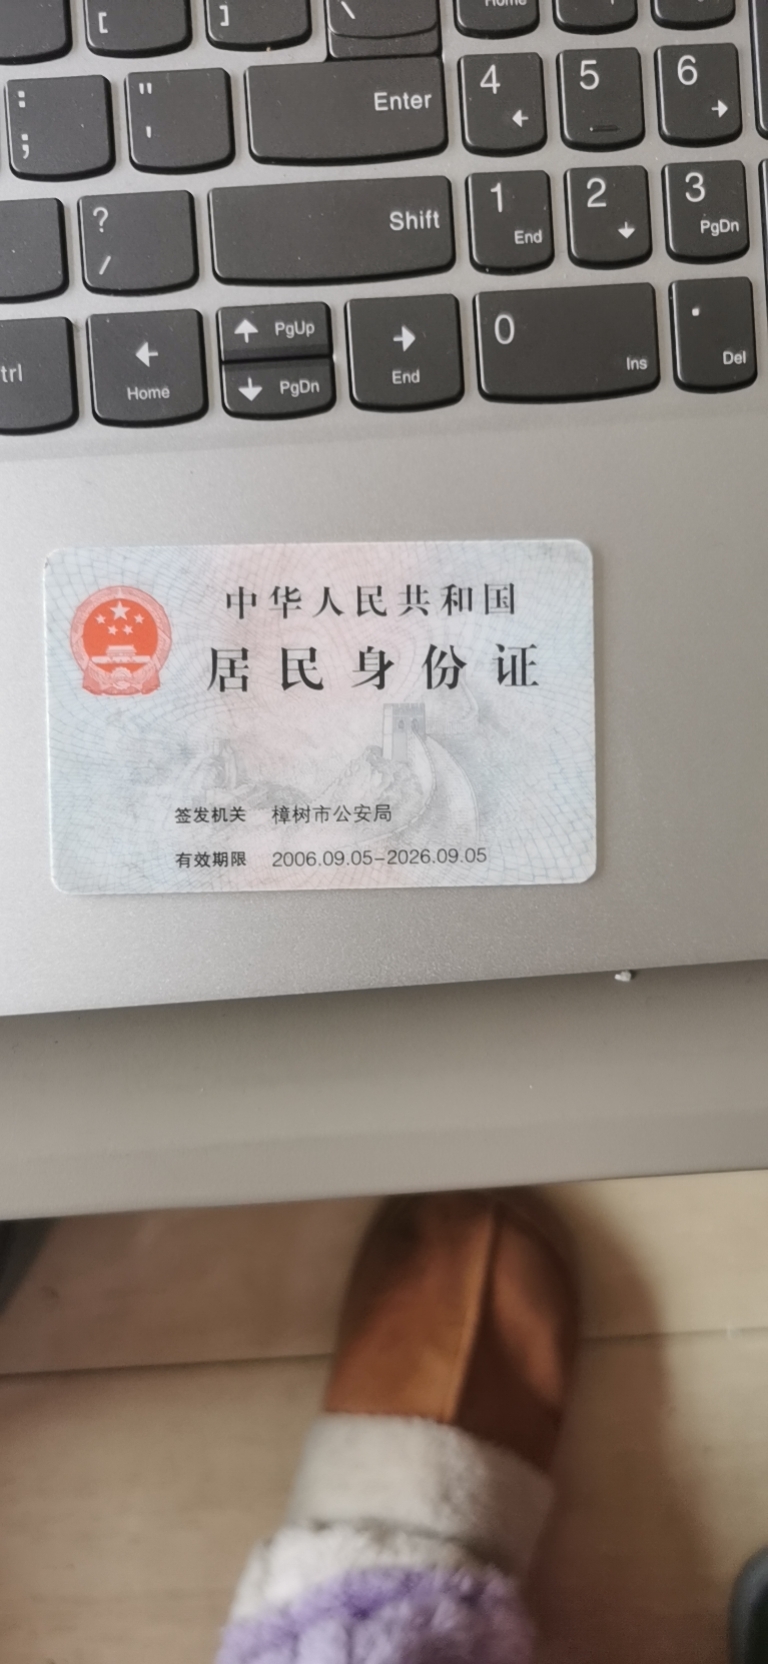 [ ] \ Home
: " Enter 4 5 6
; '
? Shift 1 2 3
/ End PgDn
PgUp 0 .
trl Home PgDn End Ins Del
中华人民共和国
居民身份证
签发机关 樟树市公安局
有效期限 2006.09.05-2026.09.05